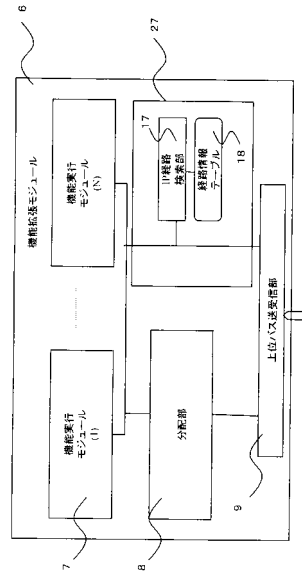 6
機能拡張モジュール
27
機能実行
モジュール
(1)
機能実行
モジュール
(N)
7
分配部
8
17
IP経路
検索部
経路情報
テーブル
18
上位バス送受信部
9